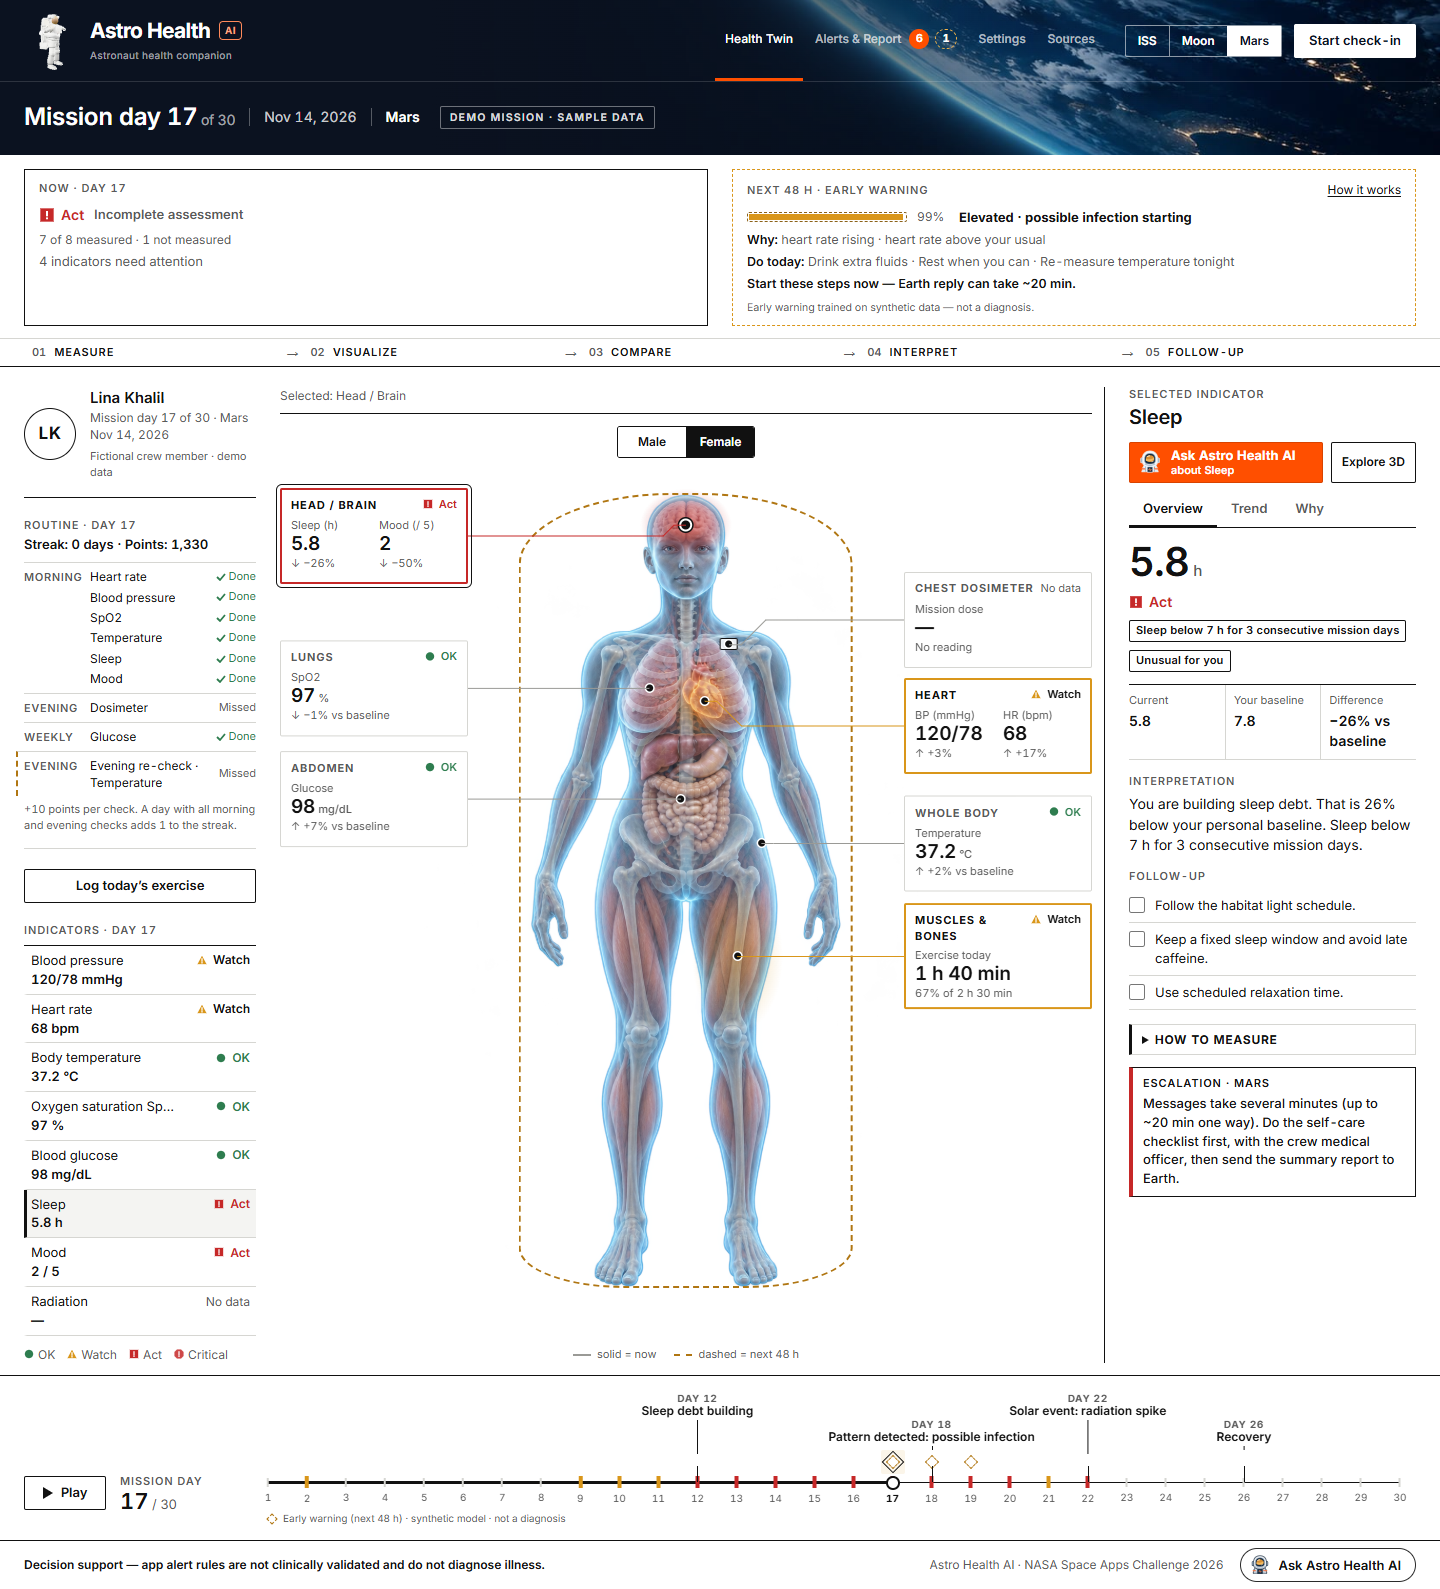 Astro Health AI
Astronaut health companion
Health Twin
Alerts & Report 6 1
Settings
Sources
ISS
Moon
Mars
Start check-in
Mission day 17 of 30
Nov 14, 2026
Mars
DEMO MISSION · SAMPLE DATA
NOW · DAY 17
Act Incomplete assessment
7 of 8 measured · 1 not measured
4 indicators need attention
NEXT 48 H · EARLY WARNING
How it works
99% Elevated · possible infection starting
Why: heart rate rising · heart rate above your usual
Do today: Drink extra fluids · Rest when you can · Re-measure temperature tonight
Start these steps now — Earth reply can take ~20 min.
Early warning trained on synthetic data — not a diagnosis.
01 MEASURE
→ 02 VISUALIZE
→ 03 COMPARE
→ 04 INTERPRET
→ 05 FOLLOW-UP
LK
Lina Khalil
Mission day 17 of 30 · Mars
Nov 14, 2026
Fictional crew member · demo
data
ROUTINE · DAY 17
Streak: 0 days · Points: 1,330
MORNING Heart rate Done
Blood pressure Done
SpO2 Done
Temperature Done
Sleep Done
Mood Done
EVENING Dosimeter Missed
WEEKLY Glucose Done
EVENING Evening re-check · Missed
Temperature
+10 points per check. A day with all morning
and evening checks adds 1 to the streak.
Log today's exercise
INDICATORS · DAY 17
Blood pressure Watch
120/78 mmHg
Heart rate Watch
68 bpm
Body temperature OK
37.2 °C
Oxygen saturation Sp... OK
97 %
Blood glucose OK
98 mg/dL
Sleep Act
5.8 h
Mood Act
2 / 5
Radiation No data
—
OK Watch Act Critical
Selected: Head / Brain
Male
Female
HEAD / BRAIN Act
Sleep (h) Mood (/ 5)
5.8 2
↓ −26% ↓ −50%
LUNGS OK
SpO2
97 %
↓ −1% vs baseline
ABDOMEN OK
Glucose
98 mg/dL
↑ +7% vs baseline
CHEST DOSIMETER No data
Mission dose
—
No reading
HEART Watch
BP (mmHg) HR (bpm)
120/78 68
↑ +3% ↑ +17%
WHOLE BODY OK
Temperature
37.2 °C
↑ +2% vs baseline
MUSCLES & Watch
BONES
Exercise today
1 h 40 min
67% of 2 h 30 min
solid = now dashed = next 48 h
SELECTED INDICATOR
Sleep
Ask Astro Health AI
about Sleep
Explore 3D
Overview Trend Why
5.8 h
Act
Sleep below 7 h for 3 consecutive mission days
Unusual for you
Current Your baseline Difference
5.8 7.8 −26% vs
baseline
INTERPRETATION
You are building sleep debt. That is 26%
below your personal baseline. Sleep below
7 h for 3 consecutive mission days.
FOLLOW-UP
Follow the habitat light schedule.
Keep a fixed sleep window and avoid late
caffeine.
Use scheduled relaxation time.
HOW TO MEASURE
ESCALATION · MARS
Messages take several minutes (up to
~20 min one way). Do the self-care
checklist first, with the crew medical
officer, then send the summary report to
Earth.
Play
MISSION DAY
17 / 30
DAY 12
Sleep debt building
DAY 18
Pattern detected: possible infection
DAY 22
Solar event: radiation spike
DAY 26
Recovery
1 2 3 4 5 6 7 8 9 10 11 12 13 14 15 16 17 18 19 20 21 22 23 24 25 26 27 28 29 30
Early warning (next 48 h) · synthetic model · not a diagnosis
Decision support — app alert rules are not clinically validated and do not diagnose illness.
Astro Health AI · NASA Space Apps Challenge 2026
Ask Astro Health AI